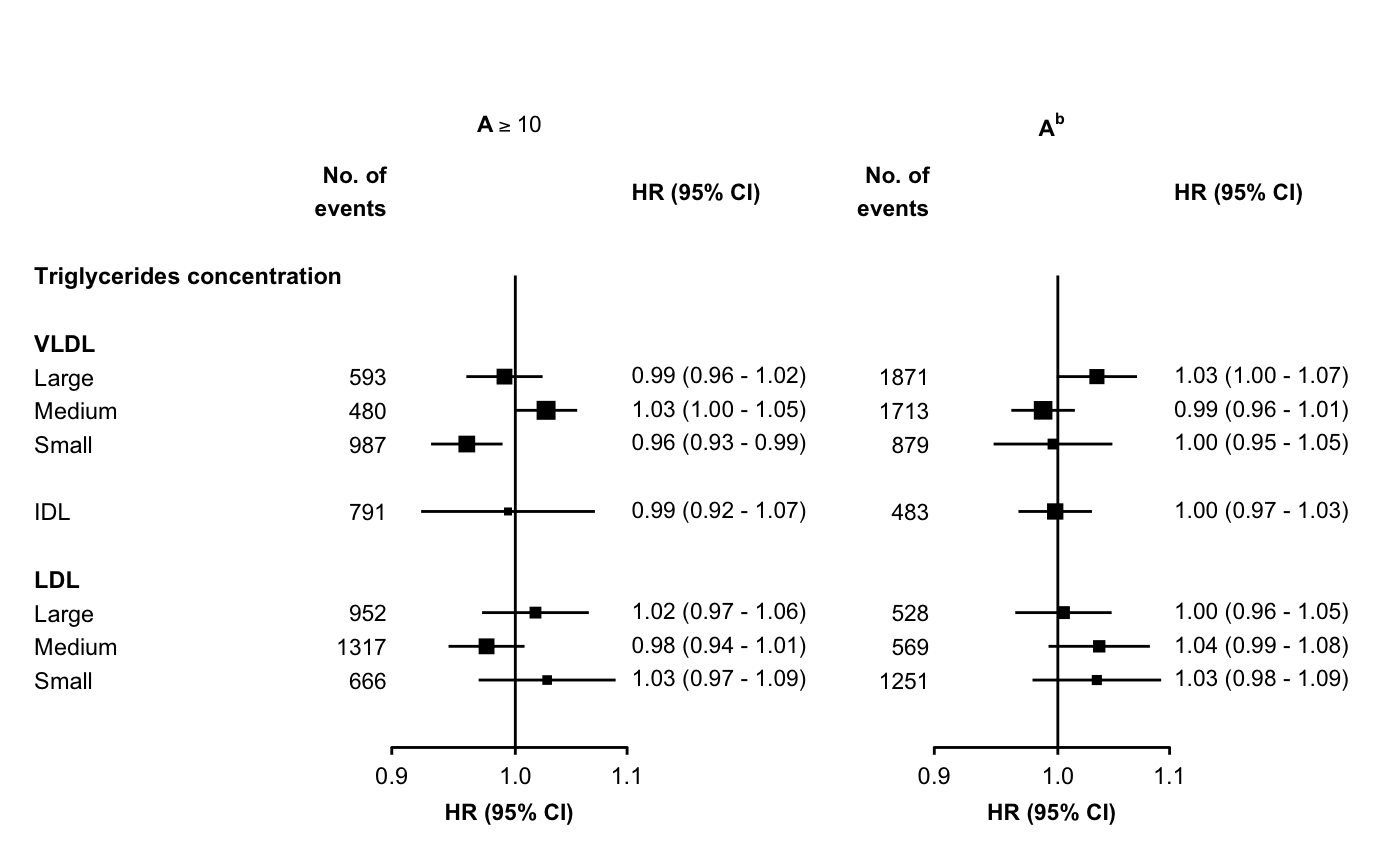 A ≥ 10 A^b
No. of events HR (95% CI) No. of events HR (95% CI)
Triglycerides concentration
VLDL
Large 593 0.99 (0.96 - 1.02) 1871 1.03 (1.00 - 1.07)
Medium 480 1.03 (1.00 - 1.05) 1713 0.99 (0.96 - 1.01)
Small 987 0.96 (0.93 - 0.99) 879 1.00 (0.95 - 1.05)
IDL 791 0.99 (0.92 - 1.07) 483 1.00 (0.97 - 1.03)
LDL
Large 952 1.02 (0.97 - 1.06) 528 1.00 (0.96 - 1.05)
Medium 1317 0.98 (0.94 - 1.01) 569 1.04 (0.99 - 1.08)
Small 666 1.03 (0.97 - 1.09) 1251 1.03 (0.98 - 1.09)
0.9 1.0 1.1 0.9 1.0 1.1
HR (95% CI) HR (95% CI)